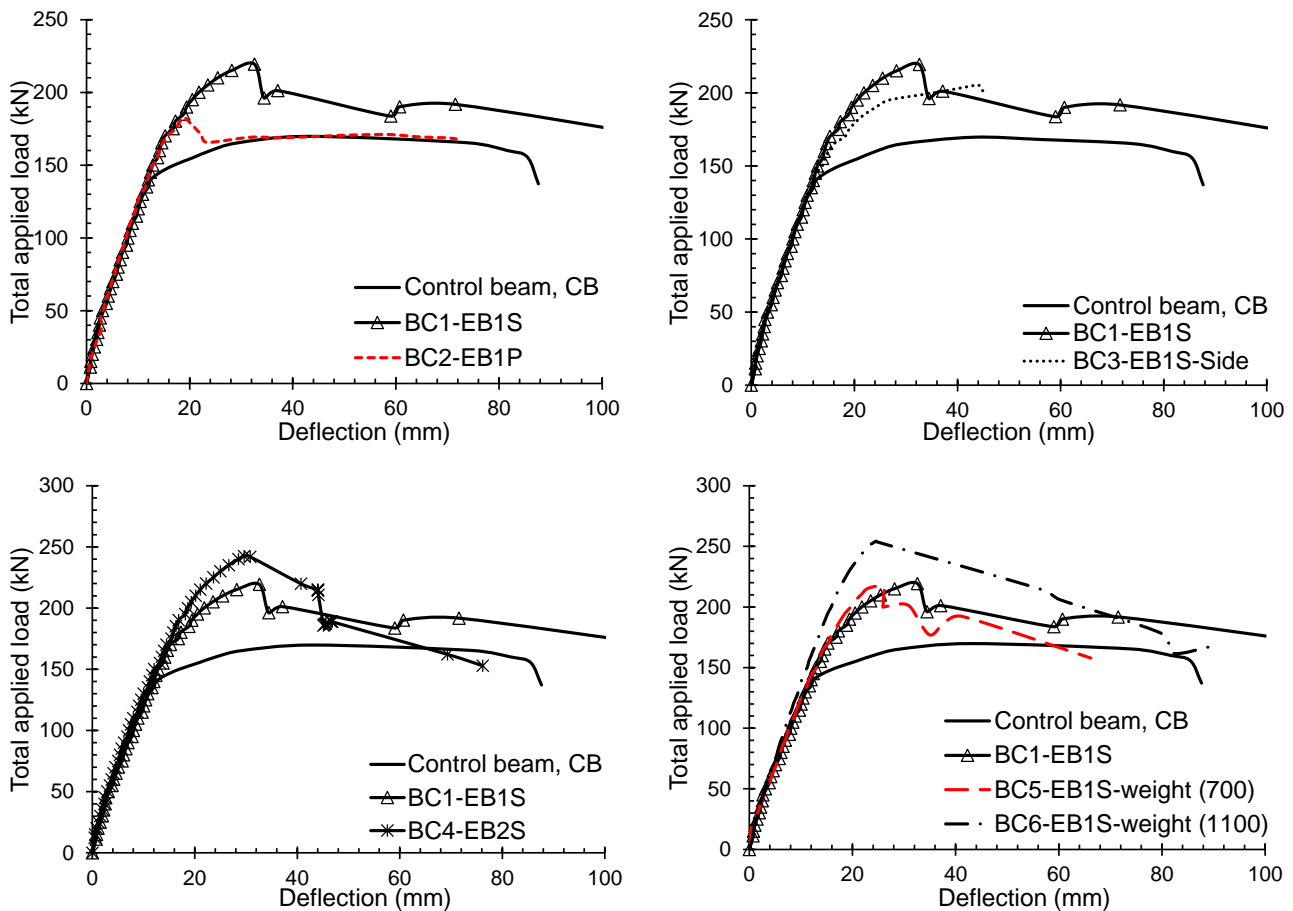 250
200
150
100
50
0
Total applied load (kN)
0 20 40 60 80 100
Deflection (mm)
Control beam, CB
BC1-EB1S
BC2-EB1P
250
200
150
100
50
0
Total applied load (kN)
0 20 40 60 80 100
Deflection (mm)
Control beam, CB
BC1-EB1S
BC3-EB1S-Side
300
250
200
150
100
50
0
Total applied load (kN)
0 20 40 60 80 100
Deflection (mm)
Control beam, CB
BC1-EB1S
BC4-EB2S
300
250
200
150
100
50
0
Total applied load (kN)
0 20 40 60 80 100
Deflection (mm)
Control beam, CB
BC1-EB1S
BC5-EB1S-weight (700)
BC6-EB1S-weight (1100)